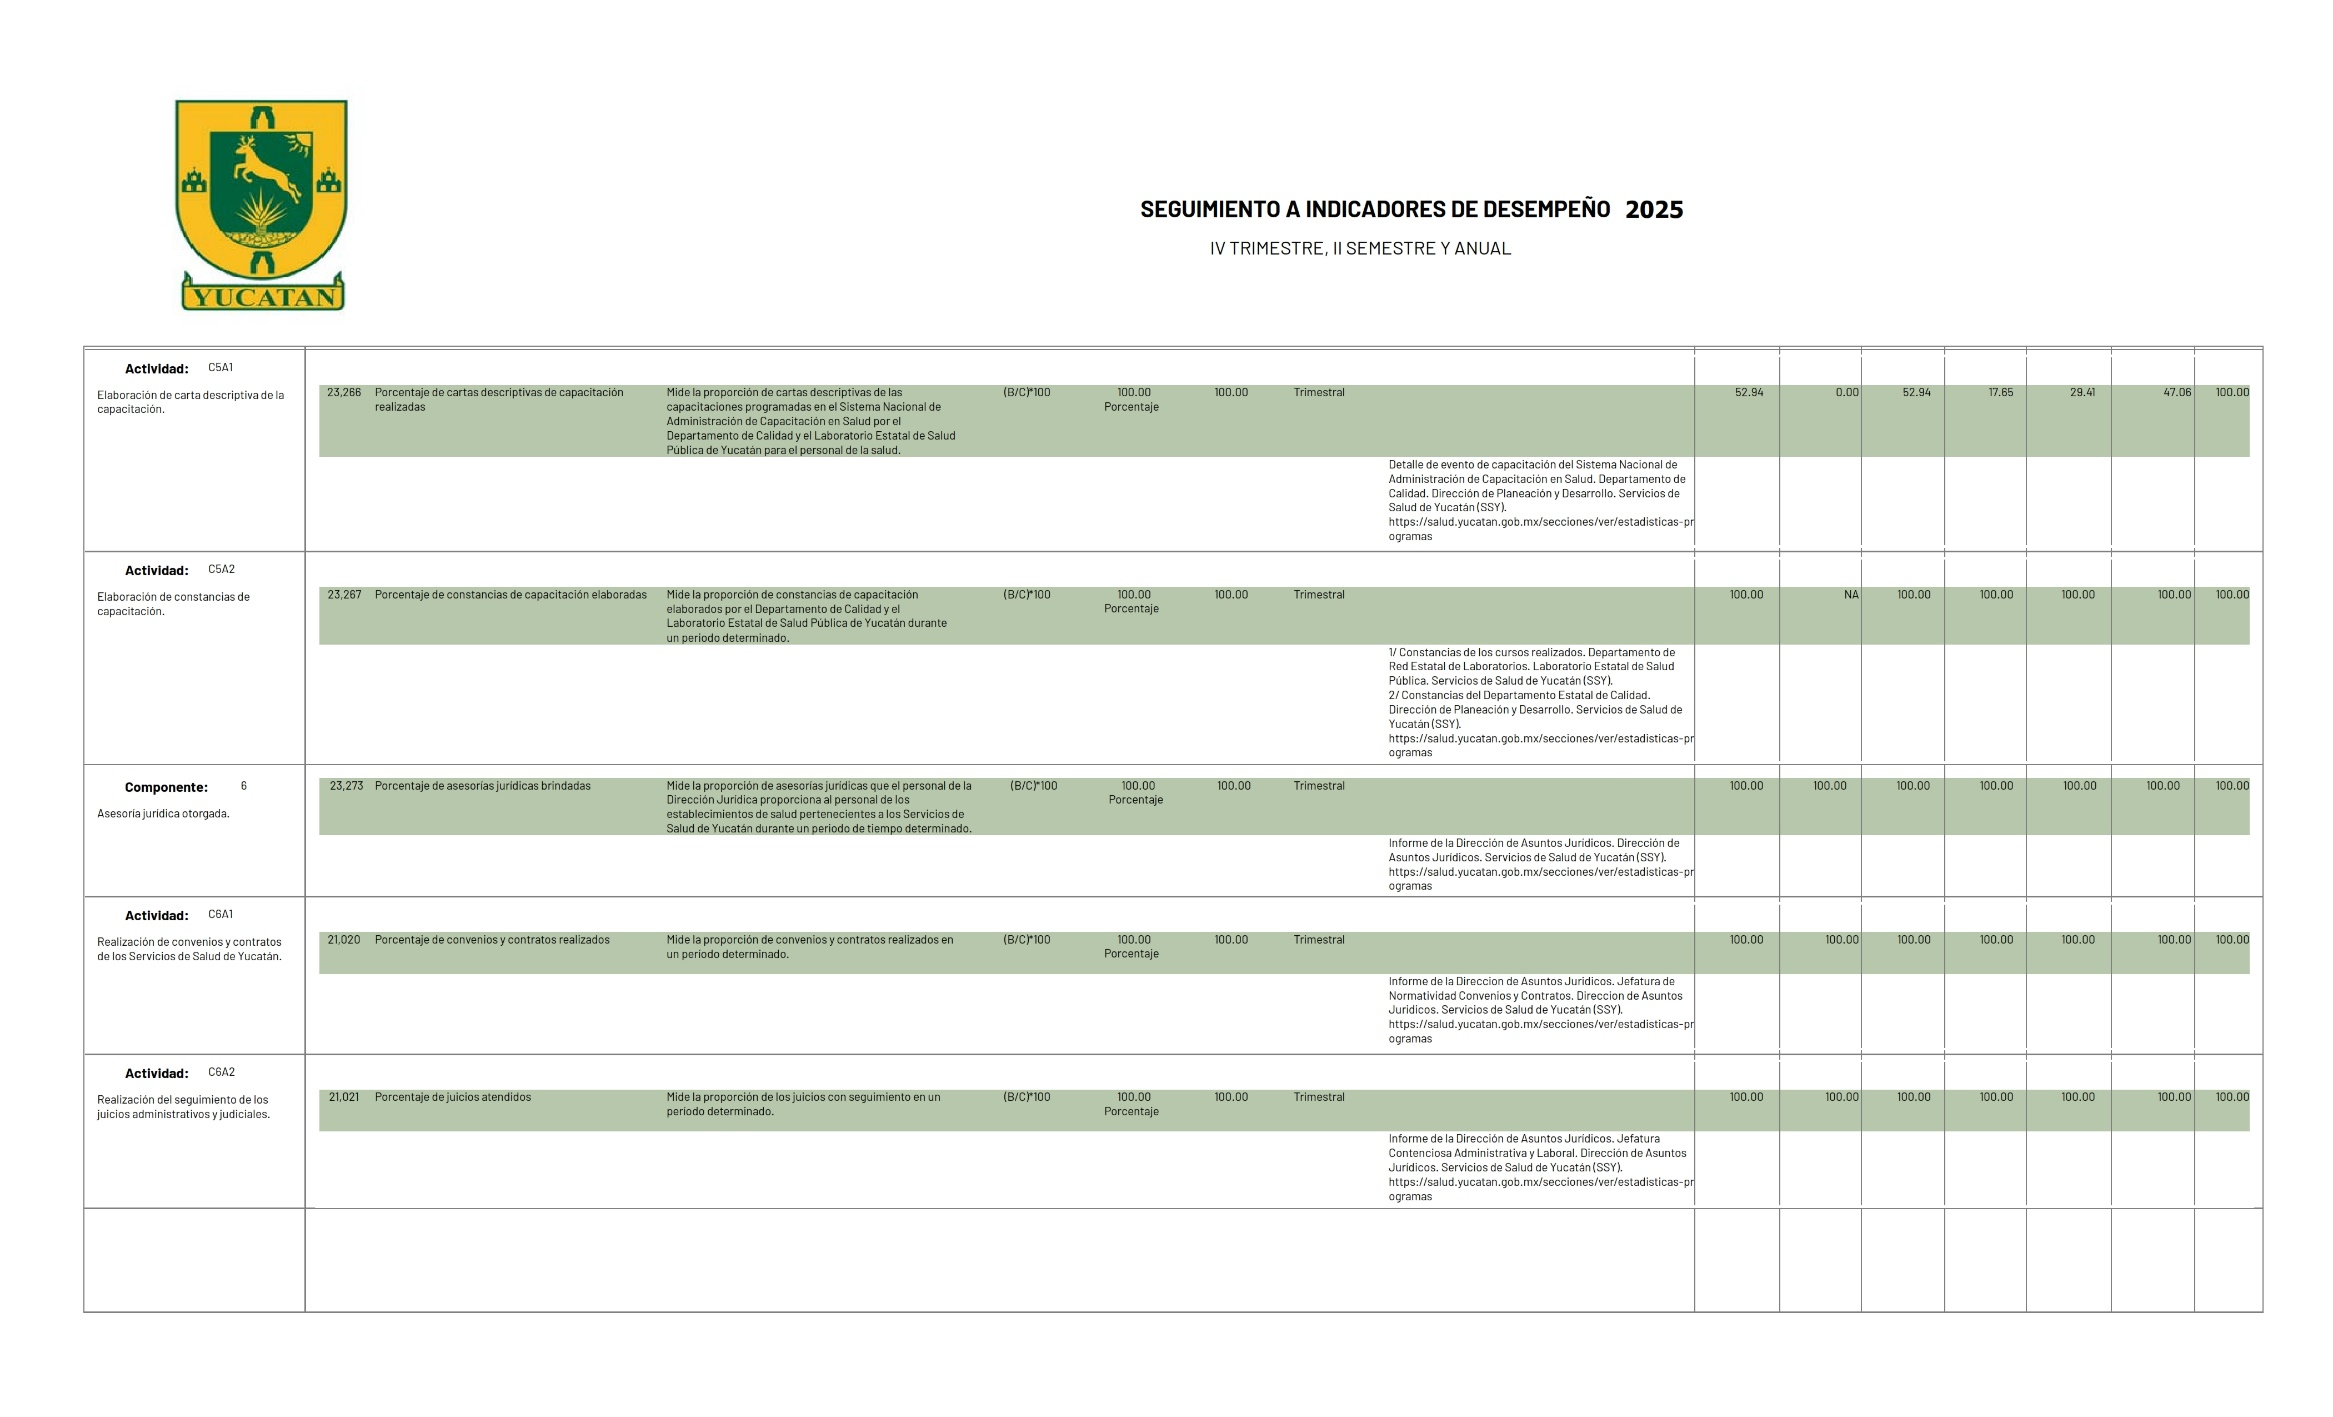 YUCATAN
SEGUIMIENTO A INDICADORES DE DESEMPEÑO 2025
IV TRIMESTRE, II SEMESTRE Y ANUAL
Actividad: C5A1
Elaboración de carta descriptiva de la
capacitación.
23,266 Porcentaje de cartas descriptivas de capacitación
realizadas
Mide la proporción de cartas descriptivas de las
capacitaciones programadas en el Sistema Nacional de
Administración de Capacitación en Salud por el
Departamento de Calidad y el Laboratorio Estatal de Salud
Pública de Yucatán para el personal de la salud.
(B/C)*100
100.00
Porcentaje
100.00 Trimestral
52.94 0.00 52.94 17.65 29.41 47.06 100.00
Detalle de evento de capacitación del Sistema Nacional de
Administración de Capacitación en Salud. Departamento de
Calidad. Dirección de Planeación y Desarrollo. Servicios de
Salud de Yucatán (SSY).
https://salud.yucatan.gob.mx/secciones/ver/estadisticas-pr
ogramas
Actividad: C5A2
Elaboración de constancias de
capacitación.
23,267 Porcentaje de constancias de capacitación elaboradas
Mide la proporción de constancias de capacitación
elaborados por el Departamento de Calidad y el
Laboratorio Estatal de Salud Pública de Yucatán durante
un periodo determinado.
(B/C)*100
100.00
Porcentaje
100.00 Trimestral
100.00 NA 100.00 100.00 100.00 100.00 100.00
1/ Constancias de los cursos realizados. Departamento de
Red Estatal de Laboratorios. Laboratorio Estatal de Salud
Pública. Servicios de Salud de Yucatán (SSY).
2/ Constancias del Departamento Estatal de Calidad.
Dirección de Planeación y Desarrollo. Servicios de Salud de
Yucatán (SSY).
https://salud.yucatan.gob.mx/secciones/ver/estadisticas-pr
ogramas
Componente: 6
Asesoría jurídica otorgada.
23,273 Porcentaje de asesorías jurídicas brindadas
Mide la proporción de asesorías jurídicas que el personal de la
Dirección Jurídica proporciona al personal de los
establecimientos de salud pertenecientes a los Servicios de
Salud de Yucatán durante un periodo de tiempo determinado.
(B/C)*100
100.00
Porcentaje
100.00 Trimestral
100.00 100.00 100.00 100.00 100.00 100.00 100.00
Informe de la Dirección de Asuntos Jurídicos. Dirección de
Asuntos Jurídicos. Servicios de Salud de Yucatán (SSY).
https://salud.yucatan.gob.mx/secciones/ver/estadisticas-pr
ogramas
Actividad: C6A1
Realización de convenios y contratos
de los Servicios de Salud de Yucatán.
21,020 Porcentaje de convenios y contratos realizados
Mide la proporción de convenios y contratos realizados en
un periodo determinado.
(B/C)*100
100.00
Porcentaje
100.00 Trimestral
100.00 100.00 100.00 100.00 100.00 100.00 100.00
Informe de la Direccion de Asuntos Juridicos. Jefatura de
Normatividad Convenios y Contratos. Direccion de Asuntos
Juridicos. Servicios de Salud de Yucatán (SSY).
https://salud.yucatan.gob.mx/secciones/ver/estadisticas-pr
ogramas
Actividad: C6A2
Realización del seguimiento de los
juicios administrativos y judiciales.
21,021 Porcentaje de juicios atendidos
Mide la proporción de los juicios con seguimiento en un
período determinado.
(B/C)*100
100.00
Porcentaje
100.00 Trimestral
100.00 100.00 100.00 100.00 100.00 100.00 100.00
Informe de la Dirección de Asuntos Jurídicos. Jefatura
Contenciosa Administrativa y Laboral. Dirección de Asuntos
Jurídicos. Servicios de Salud de Yucatán (SSY).
https://salud.yucatan.gob.mx/secciones/ver/estadisticas-pr
ogramas